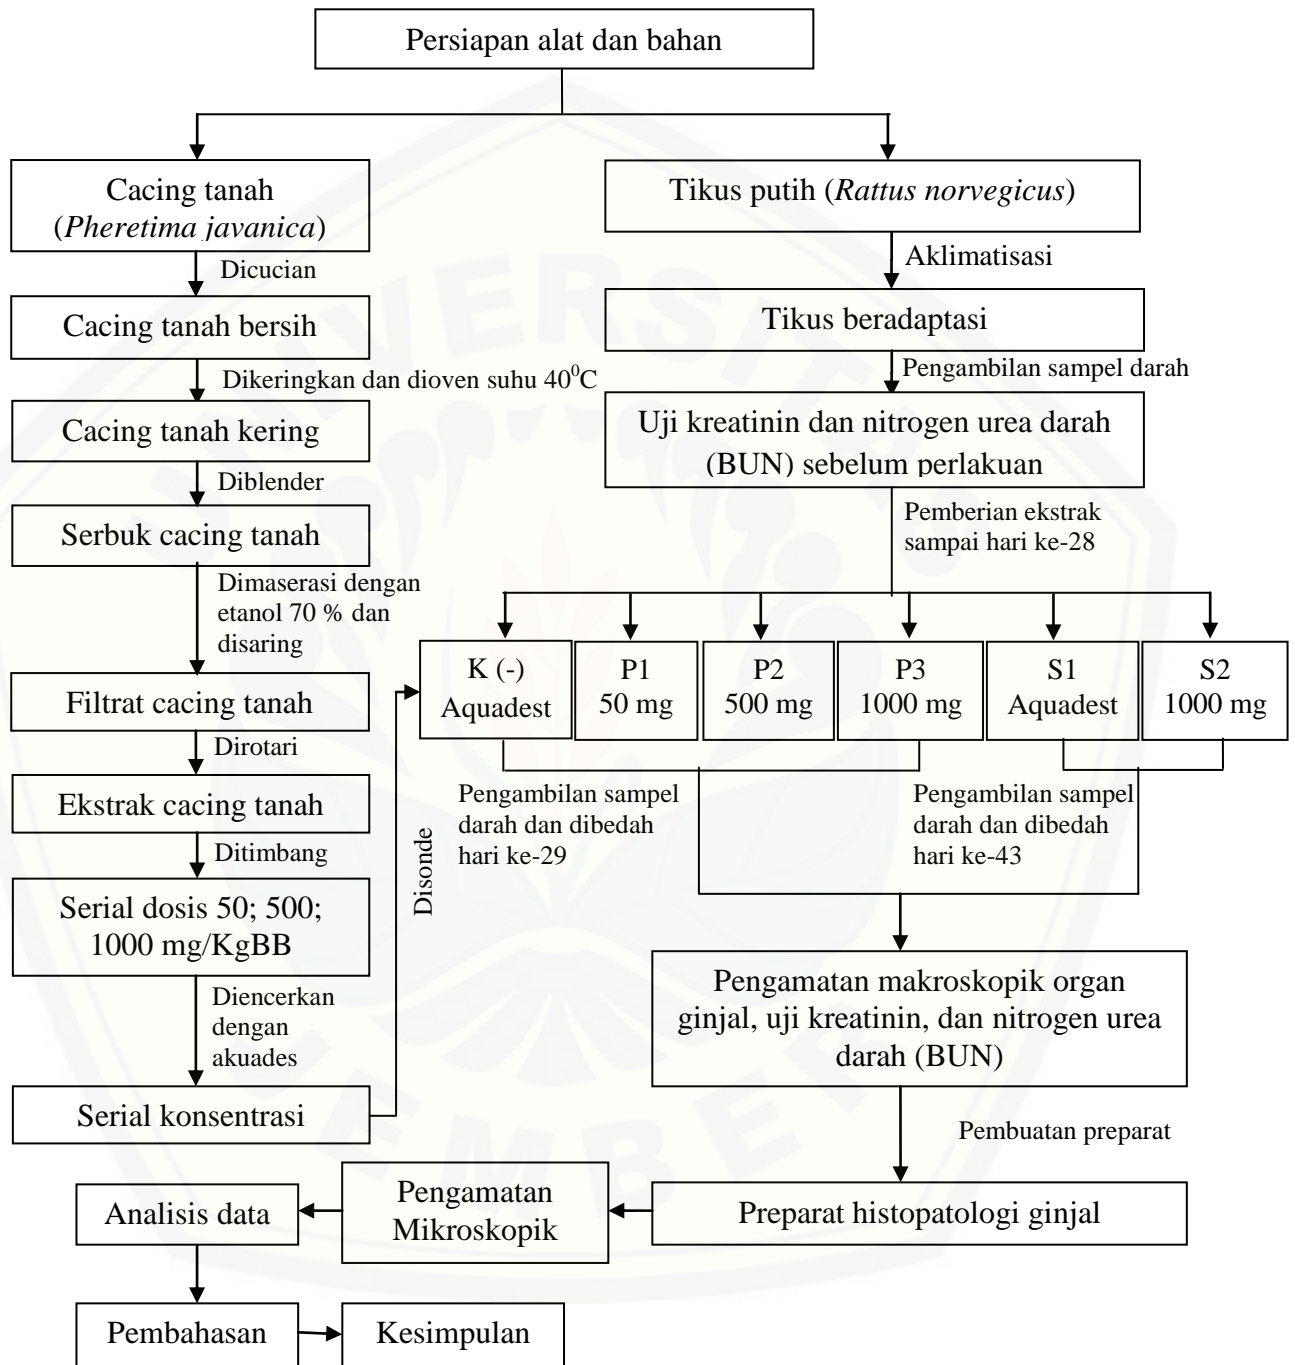 Persiapan alat dan bahan
Cacing tanah
(Pheretima javanica)
Dicucian
Cacing tanah bersih
Dikeringkan dan dioven suhu 40⁰C
Cacing tanah kering
Diblender
Serbuk cacing tanah
Dimaserasi dengan
etanol 70 % dan
disaring
Filtrat cacing tanah
Dirotari
Ekstrak cacing tanah
Ditimbang
Serial dosis 50; 500;
1000 mg/KgBB
Diencerkan
dengan
akuades
Serial konsentrasi
Disonde
Tikus putih (Rattus norvegicus)
Aklimatisasi
Tikus beradaptasi
Pengambilan sampel darah
Uji kreatinin dan nitrogen urea darah
(BUN) sebelum perlakuan
Pemberian ekstrak
sampai hari ke-28
K (-)
Aquadest
P1
50 mg
P2
500 mg
P3
1000 mg
S1
Aquadest
S2
1000 mg
Pengambilan sampel
darah dan dibedah
hari ke-29
Pengambilan sampel
darah dan dibedah
hari ke-43
Pengamatan makroskopik organ
ginjal, uji kreatinin, dan nitrogen urea
darah (BUN)
Pembuatan preparat
Preparat histopatologi ginjal
Pengamatan
Mikroskopik
Analisis data
Pembahasan
Kesimpulan
UNIVERSITAS
JEMBER